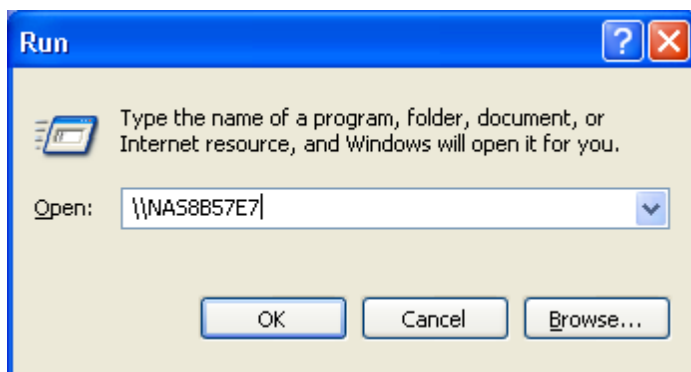 Run
Type the name of a program, folder, document, or
Internet resource, and Windows will open it for you.
Open: \\NAS8B57E7
OK Cancel Browse...